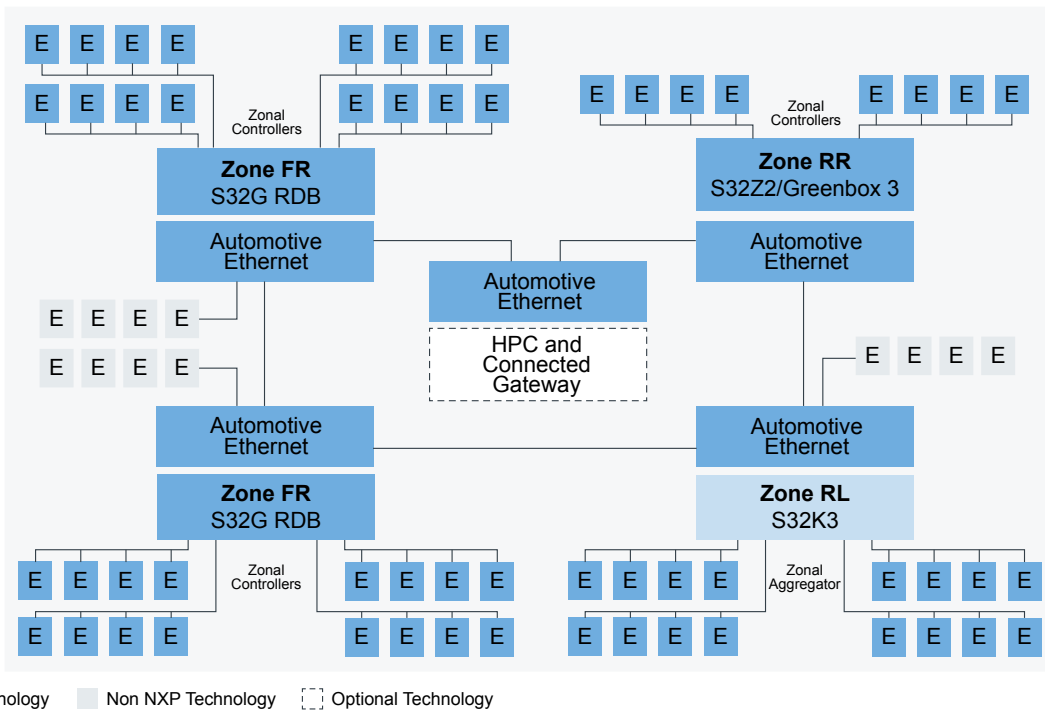 E E E E
E E E E
E E E E
E E E E
Zonal
Controllers
Zone FR
S32G RDB
Automotive
Ethernet
E E E E
E E E E
Zonal
Controllers
Zone RR
S32Z2/Greenbox 3
Automotive
Ethernet
Automotive
Ethernet
HPC and
Connected
Gateway
E E E E
E E E E
E E E E
Automotive
Ethernet
Zone FR
S32G RDB
Zonal
Controllers
E E E E
E E E E
E E E E
E E E E
Automotive
Ethernet
Zone RL
S32K3
Zonal
Aggregator
E E E E
E E E E
E E E E
E E E E
nology
Non NXP Technology
Optional Technology